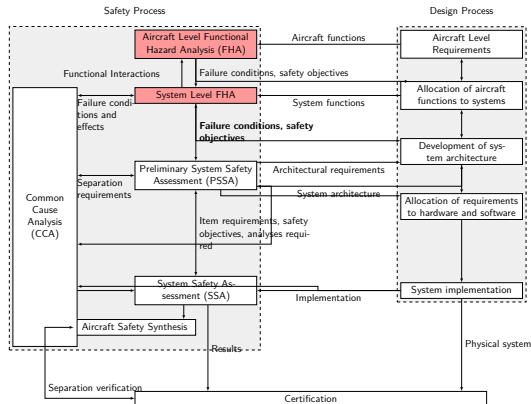 Safety Process
Design Process
Aircraft Level Functional
Hazard Analysis (FHA)
Aircraft functions
Aircraft Level
Requirements
Functional Interactions
Failure conditions, safety objectives
System Level FHA
System functions
Allocation of aircraft
functions to systems
Failure condi-
tions and
effects
Failure conditions, safety
objectives
Development of sys-
tem architecture
Preliminary System Safety
Assessment (PSSA)
Architectural requirements
Separation
requirements
System architecture
Allocation of requirements
to hardware and software
Common
Cause
Analysis
(CCA)
Item requirements, safety
objectives, analyses requi-
red
System Safety As-
sessment (SSA)
Implementation
System implementation
Aircraft Safety Synthesis
Results
Physical system
Separation verification
Certification